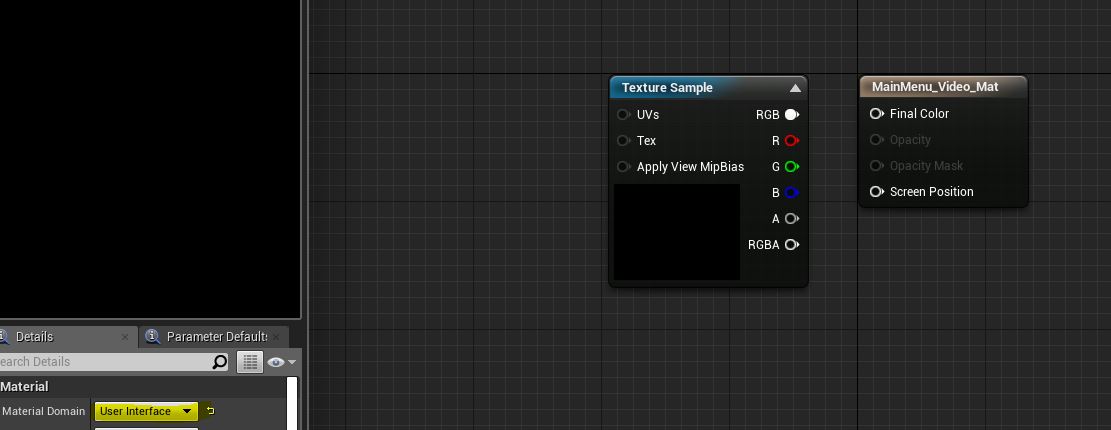 Texture Sample
UVs
RGB
Tex
R
Apply View MipBias
G
B
A
RGBA
MainMenu_Video_Mat
Final Color
Opacity
Opacity Mask
Screen Position
Details
Parameter Defaults
earch Details
Material
Material Domain
User Interface